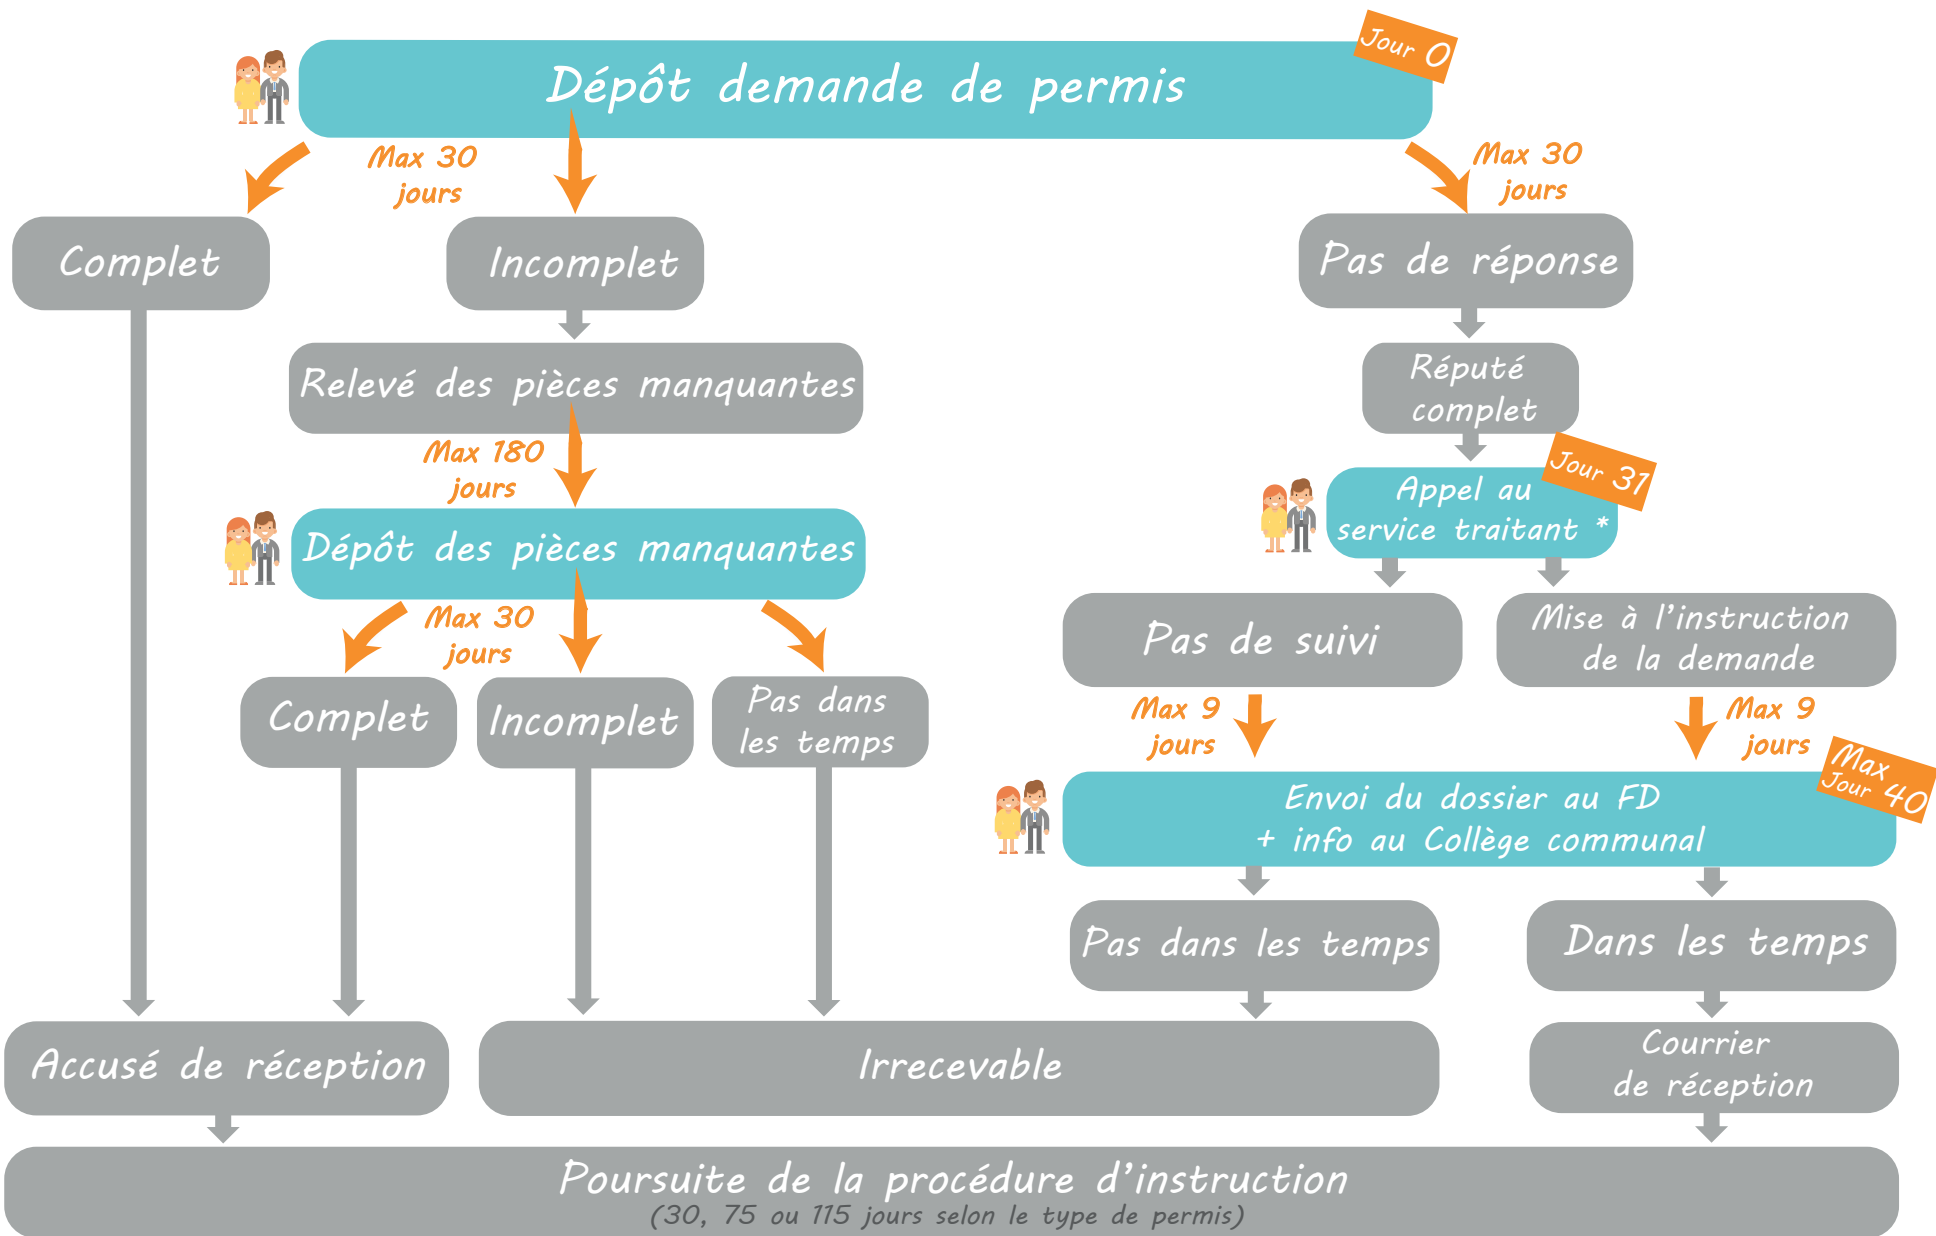 Dépôt demande de permis
Jour 0
Max 30
jours
Max 30
jours
Complet
Incomplet
Pas de réponse
Relevé des pièces manquantes
Réputé
complet
Max 180
jours
Jour 31
Appel au
service traitant *
Dépôt des pièces manquantes
Max 30
jours
Pas de suivi
Mise à l'instruction
de la demande
Complet
Incomplet
Pas dans
les temps
Max 9
jours
Max 9
jours
Max
Jour 40
Envoi du dossier au FD
+ info au Collège communal
Pas dans les temps
Dans les temps
Accusé de réception
Irrecevable
Courrier
de réception
Poursuite de la procédure d'instruction
(30, 75 ou 115 jours selon le type de permis)